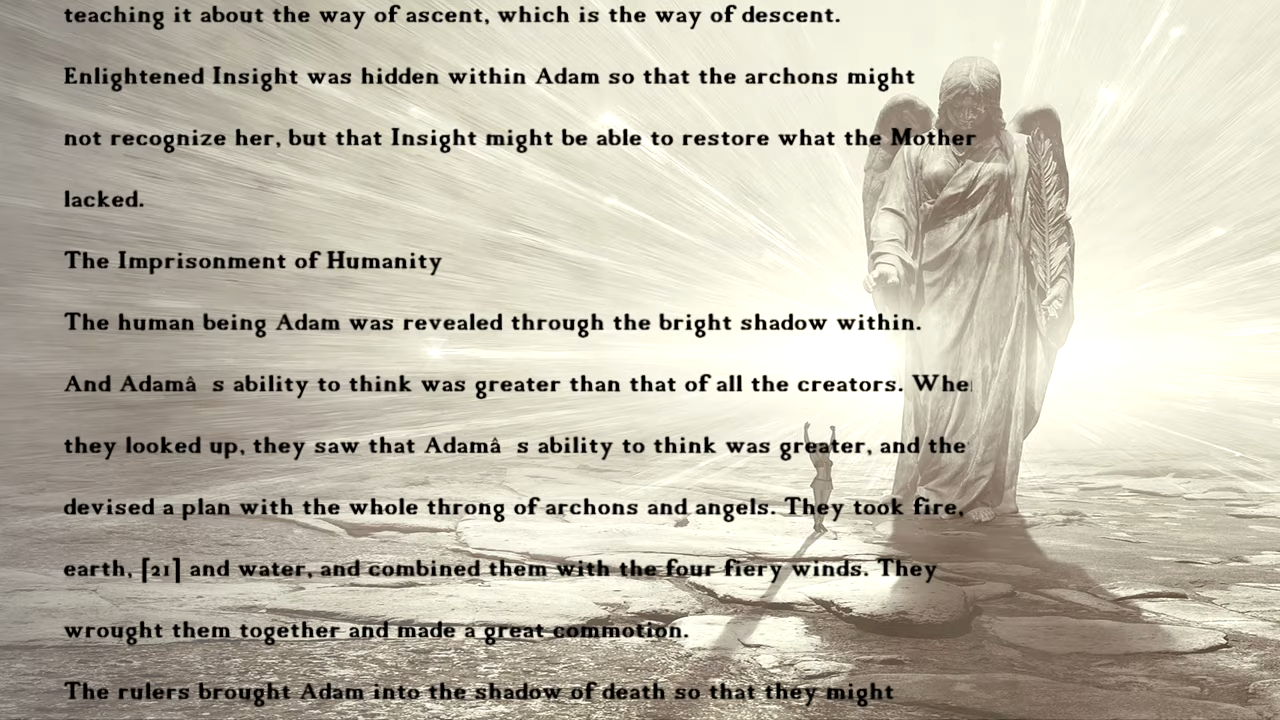 teaching it about the way of ascent, which is the way of descent.
Enlightened Insight was hidden within Adam so that the archons might
not recognize her, but that Insight might be able to restore what the Mother
lacked.
The Imprisonment of Humanity
The human being Adam was revealed through the bright shadow within.
And Adamâ s ability to think was greater than that of all the creators. Whe
they looked up, they saw that Adamâ s ability to think was greater, and the
devised a plan with the whole throng of archons and angels. They took fire,
earth, [21] and water, and combined them with the four fiery winds. They
wrought them together and made a great commotion.
The rulers brought Adam into the shadow of death so that they might